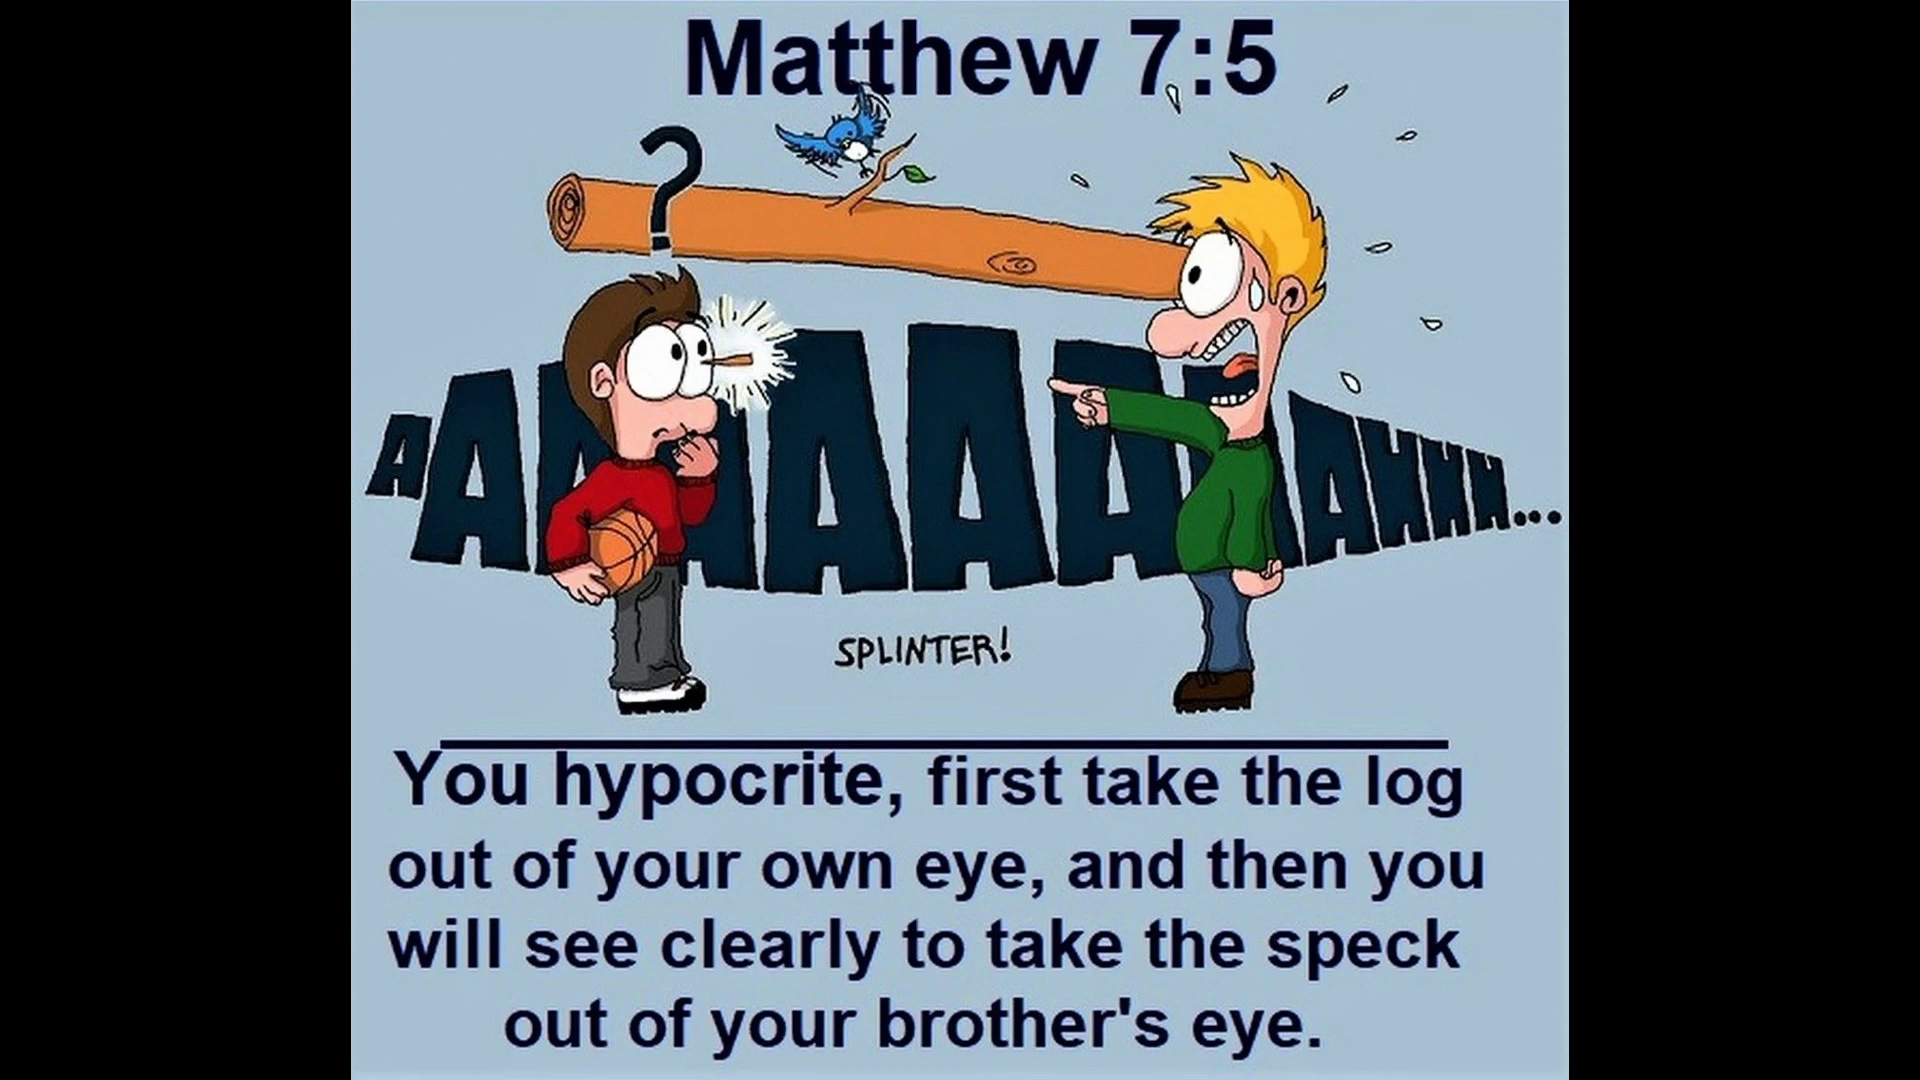 Matthew 7:5
?
AAAAAAAAAHHH...
SPLINTER!
You hypocrite, first take the log
out of your own eye, and then you
will see clearly to take the speck
out of your brother's eye.